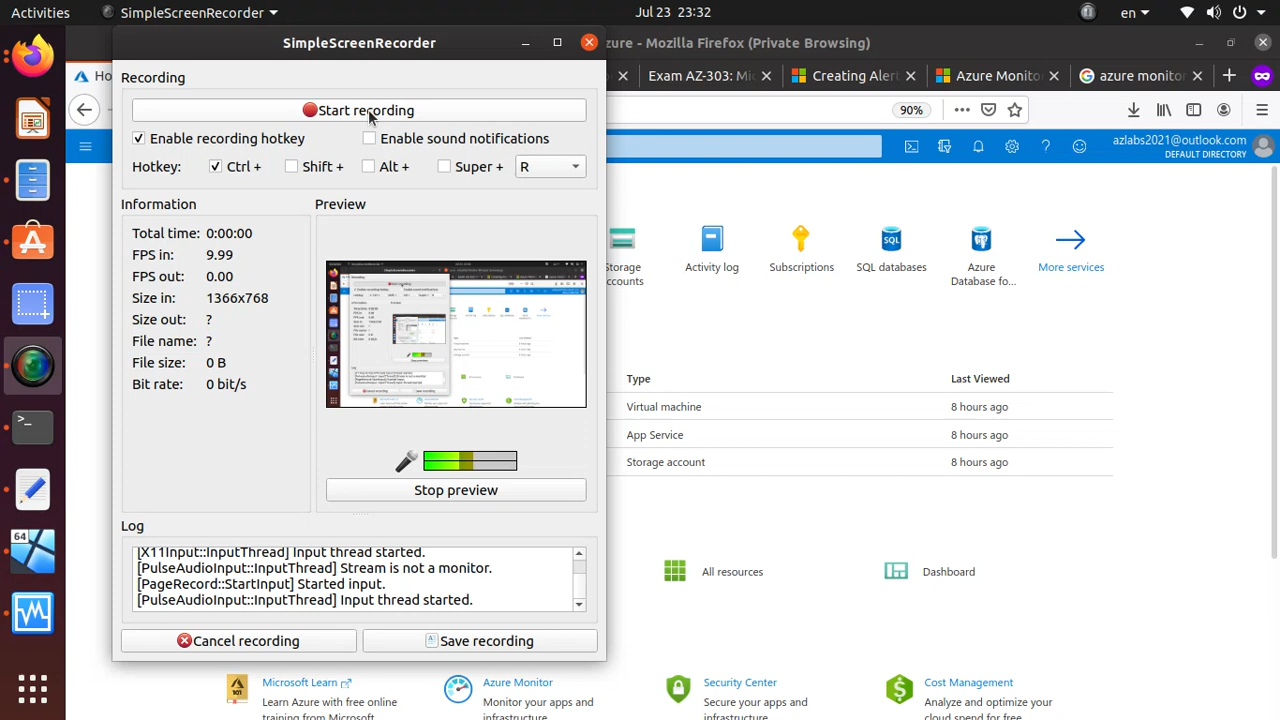 Activities
SimpleScreenRecorder
Jul 23 23:32
en
SimpleScreenRecorder
zure - Mozilla Firefox (Private Browsing)
Ho
Exam AZ-303: Mi
Creating Alert
Azure Monito
azure monitor
90%
azlabs2021@outlook.com
DEFAULT DIRECTORY
Recording
Start recording
Enable recording hotkey
Enable sound notifications
Hotkey:
Ctrl +
Shift +
Alt +
Super +
R
Information
Total time: 0:00:00
FPS in: 9.99
FPS out: 0.00
Size in: 1366x768
Size out: ?
File name: ?
File size: 0 B
Bit rate: 0 bit/s
Preview
Stop preview
Log
[X11Input::InputThread] Input thread started.
[PulseAudioInput::InputThread] Stream is not a monitor.
[PageRecord::StartInput] Started input.
[PulseAudioInput::InputThread] Input thread started.
Cancel recording
Save recording
Storage
accounts
Activity log
Subscriptions
SQL databases
Azure
Database fo...
More services
Type
Last Viewed
Virtual machine
8 hours ago
App Service
8 hours ago
Storage account
8 hours ago
All resources
Dashboard
Microsoft Learn
Learn Azure with free online
training from Microsoft
Azure Monitor
Monitor your apps and
infrastructure
Security Center
Secure your apps and
infrastructure
Cost Management
Analyze and optimize your
cloud spend for free
64